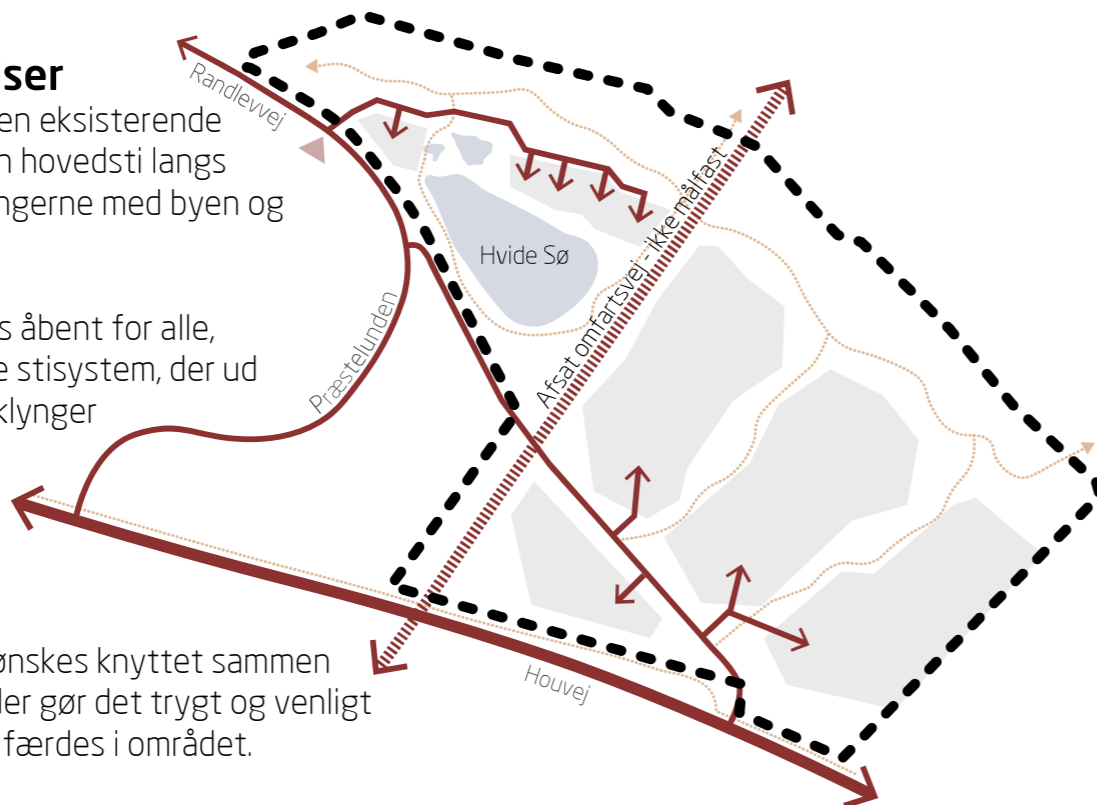 ser
en eksisterende
n hovedsti langs
ngerne med byen og
s åbent for alle,
e stisystem, der ud
klynger
ønskes knyttet sammen
der gør det trygt og venligt
færdes i området.
Randlevvej
Hvide Sø
Præstelunden
Afsat omfartsvej - ikke målfast
Houvej